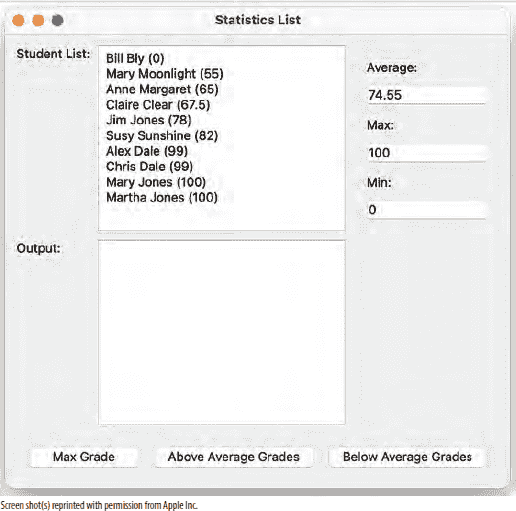 Statistics List
Student List:
Bill Bly (0)
Mary Moonlight (55)
Anne Margaret (65)
Claire Clear (67.5)
Jim Jones (78)
Susy Sunshine (82)
Alex Dale (99)
Chris Dale (99)
Mary Jones (100)
Martha Jones (100)
Average:
74.55
Max:
100
Min:
0
Output:
Max Grade
Above Average Grades
Below Average Grades
Screen shot(s) reprinted with permission from Apple Inc.